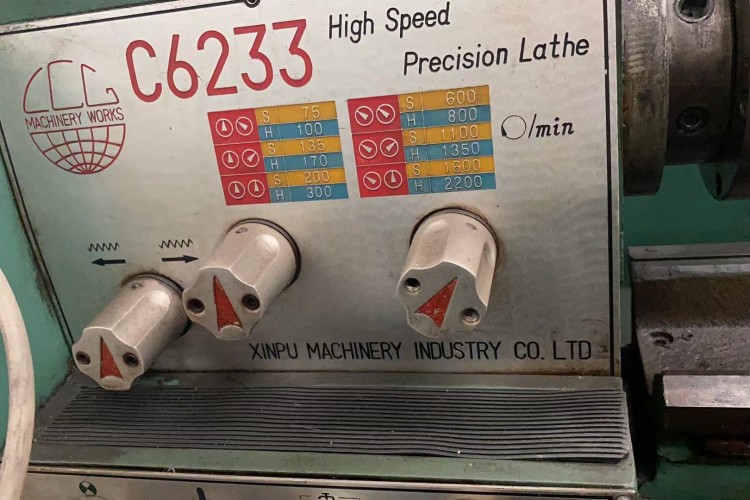 C6233
High Speed
Precision Lathe
CCG
MACHINERY WORKS
S 75
H 100
S 135
H 170
S 200
H 300
S 600
H 800
S 1100
H 1350
S 1600
H 2200
/min
XINPU MACHINERY INDUSTRY CO. LTD